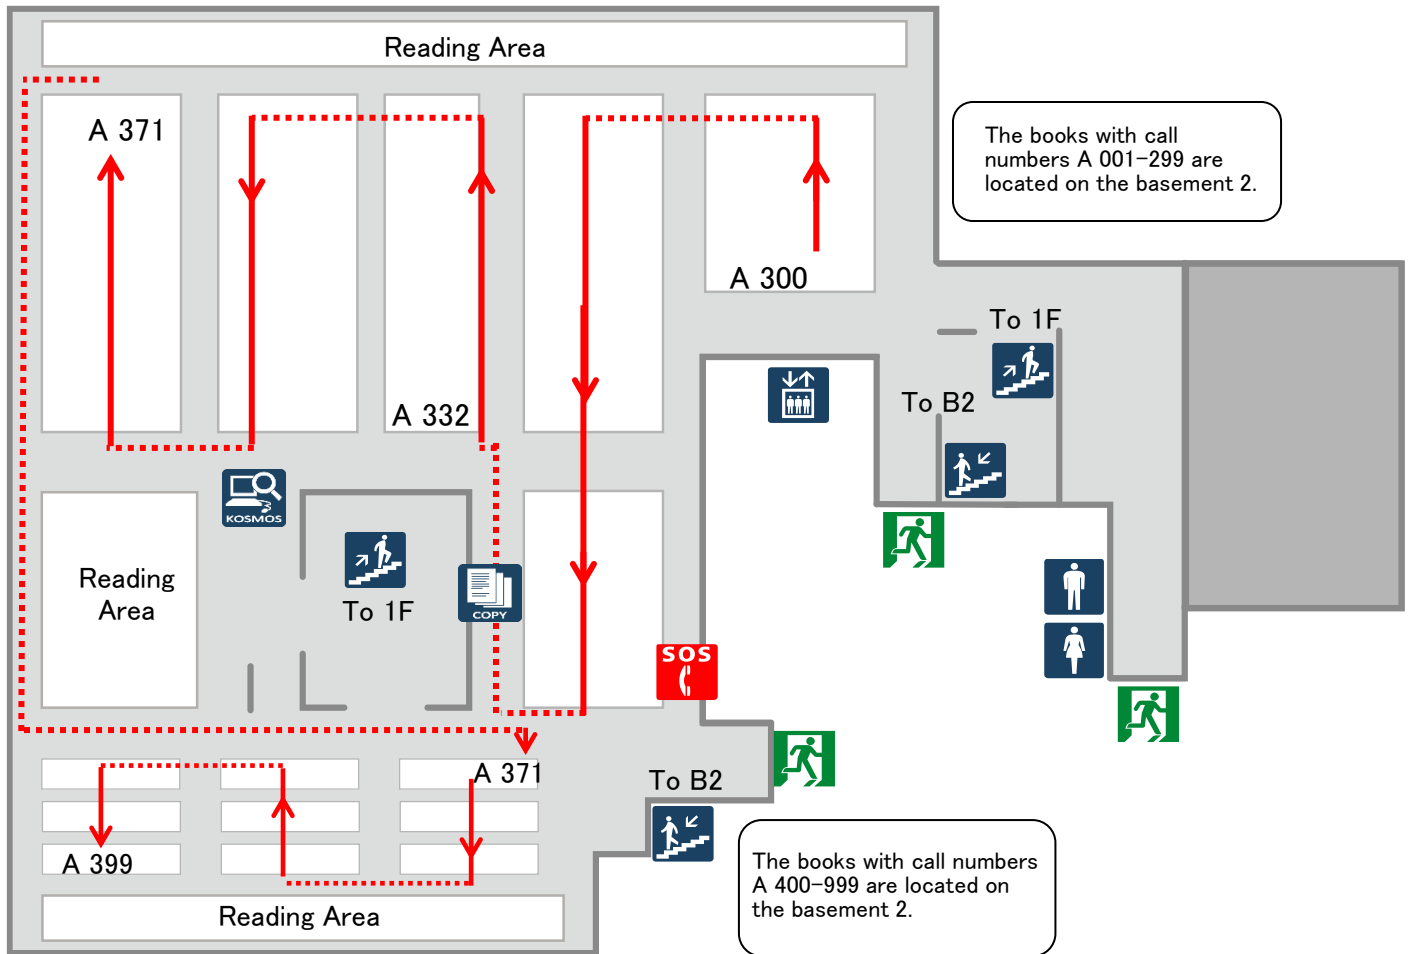 Reading Area
A 371
The books with call
numbers A 001-299 are
located on the basement 2.
A 300
To 1F
To B2
A 332
KOSMOS
Reading
Area
To 1F
COPY
SOS
A 371
To B2
A 399
The books with call numbers
A 400-999 are located on
the basement 2.
Reading Area